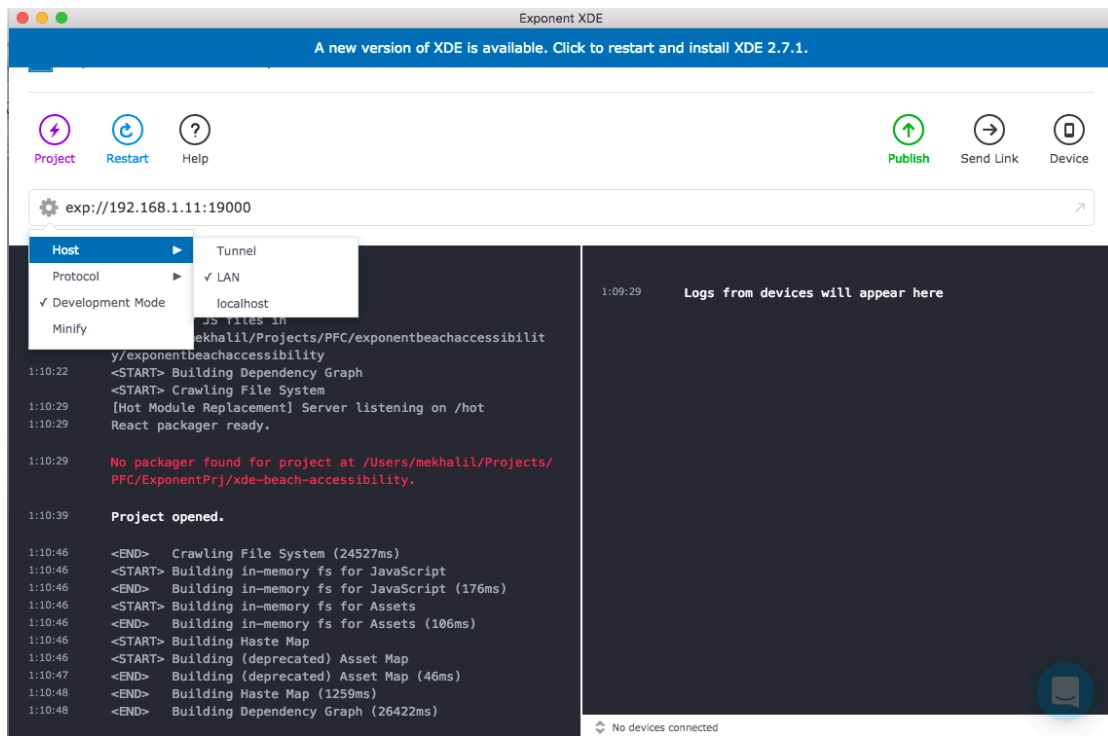 Exponent XDE
A new version of XDE is available. Click to restart and install XDE 2.7.1.
Project
Restart
Help
Publish
Send Link
Device
exp://192.168.1.11:19000
Host
Protocol
✓ Development Mode
Minify
Tunnel
✓ LAN
localhost
JS files in
ekhalil/Projects/PFC/exponentbeachaccessibilit
y/exponentbeachaccessibility
1:10:22 <START> Building Dependency Graph
<START> Crawling File System
1:10:29 [Hot Module Replacement] Server listening on /hot
1:10:29 React packager ready.
1:10:29 No packager found for project at /Users/mekhalil/Projects/
PFC/ExponentPrj/xde-beach-accessibility.
1:10:39 Project opened.
1:10:46 <END> Crawling File System (24527ms)
1:10:46 <START> Building in-memory fs for JavaScript
1:10:46 <END> Building in-memory fs for JavaScript (176ms)
1:10:46 <START> Building in-memory fs for Assets
1:10:46 <END> Building in-memory fs for Assets (106ms)
1:10:46 <START> Building Haste Map
1:10:46 <START> Building (deprecated) Asset Map
1:10:47 <END> Building (deprecated) Asset Map (46ms)
1:10:48 <END> Building Haste Map (1259ms)
1:10:48 <END> Building Dependency Graph (26422ms)
1:09:29 Logs from devices will appear here
No devices connected